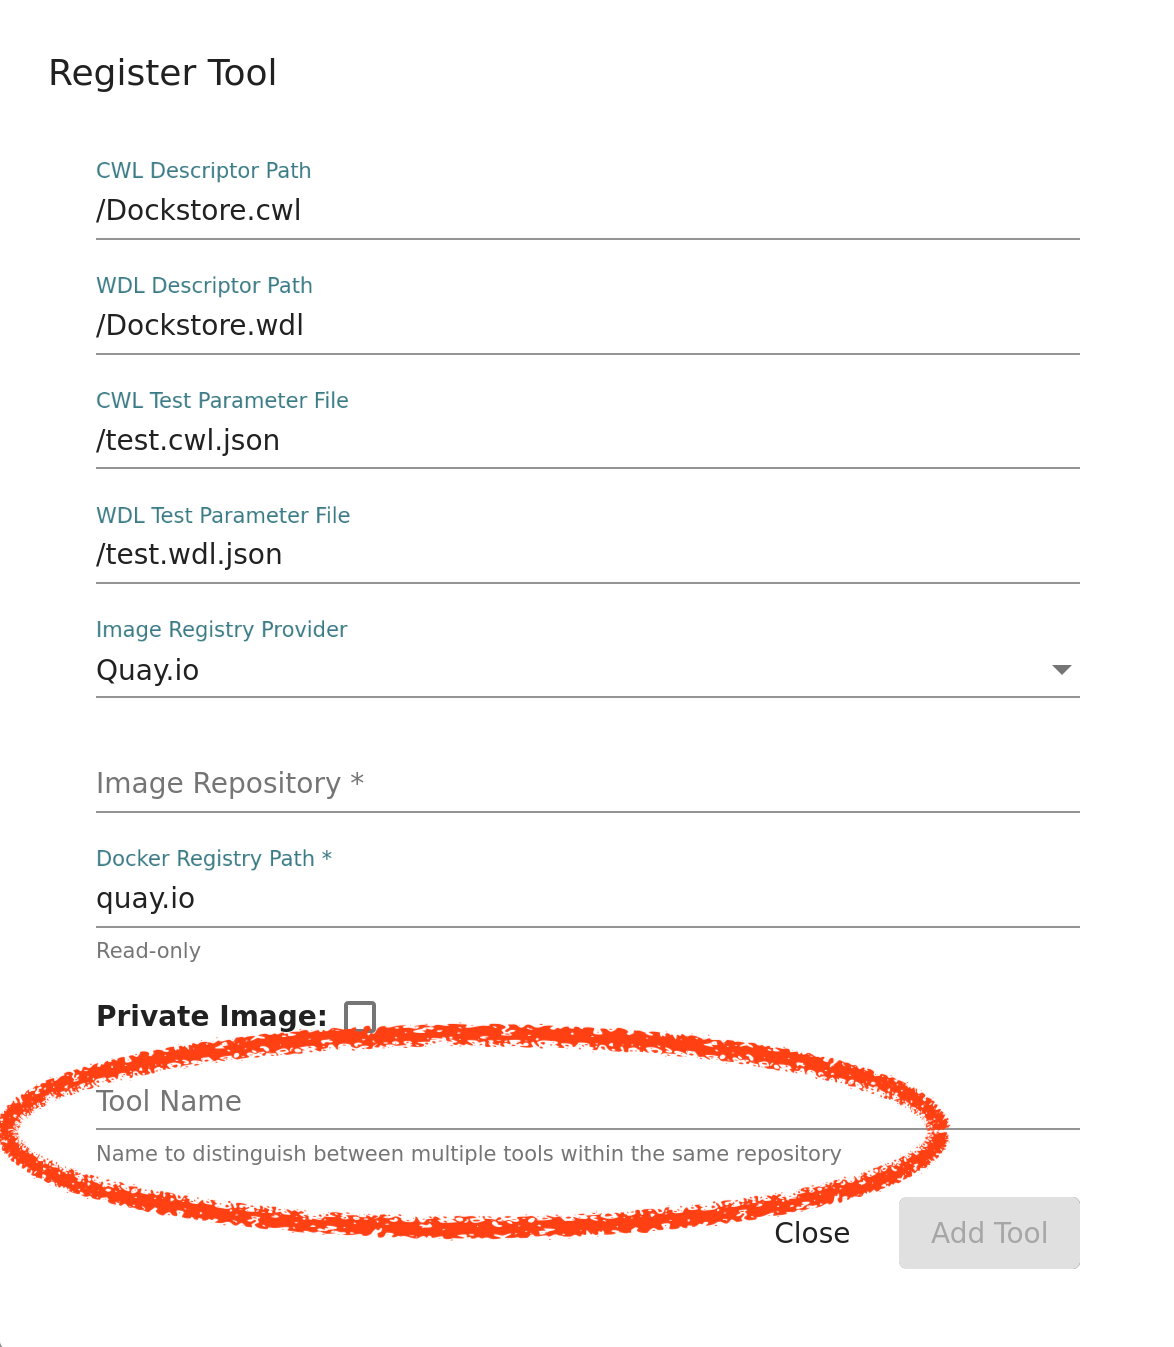 Register Tool
CWL Descriptor Path
/Dockstore.cwl
WDL Descriptor Path
/Dockstore.wdl
CWL Test Parameter File
/test.cwl.json
WDL Test Parameter File
/test.wdl.json
Image Registry Provider
Quay.io
Image Repository *
Docker Registry Path *
quay.io
Read-only
Private Image:
Tool Name
Name to distinguish between multiple tools within the same repository
Close Add Tool